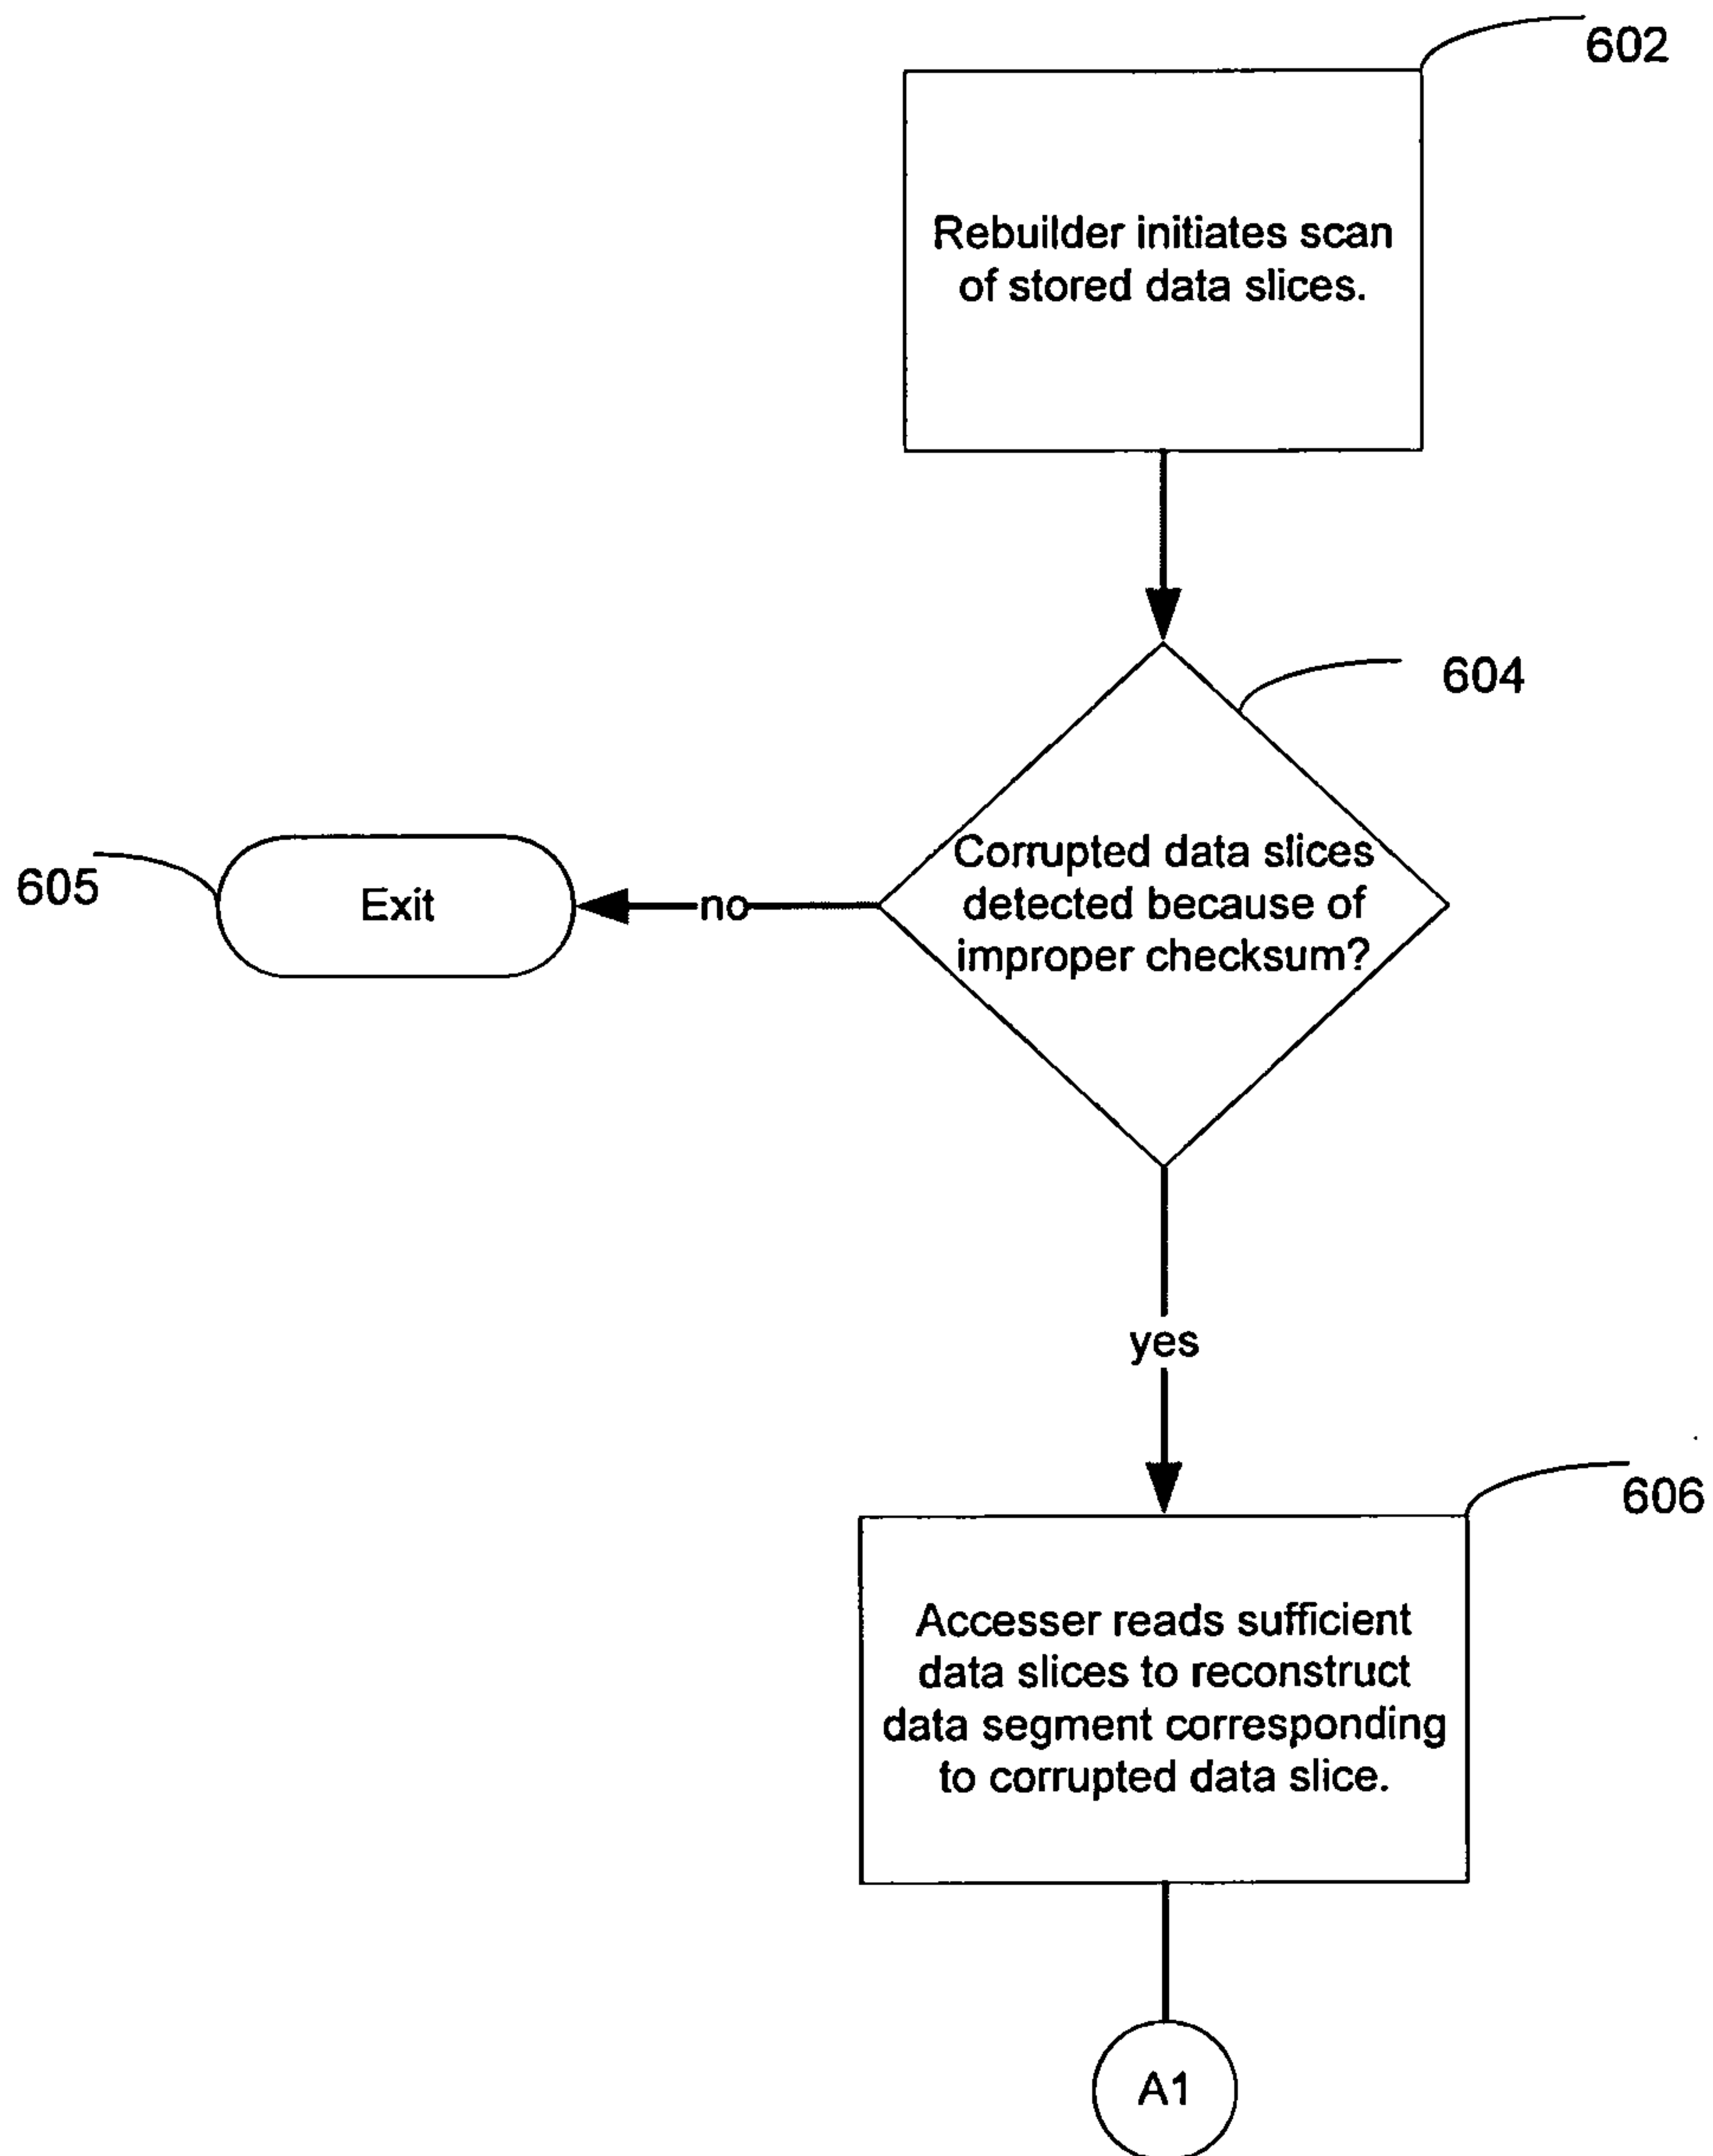 602
Rebuilder initiates scan
of stored data slices.
604
Corrupted data slices
detected because of
improper checksum?
no
605
Exit
yes
606
Accesser reads sufficient
data slices to reconstruct
data segment corresponding
to corrupted data slice.
A1